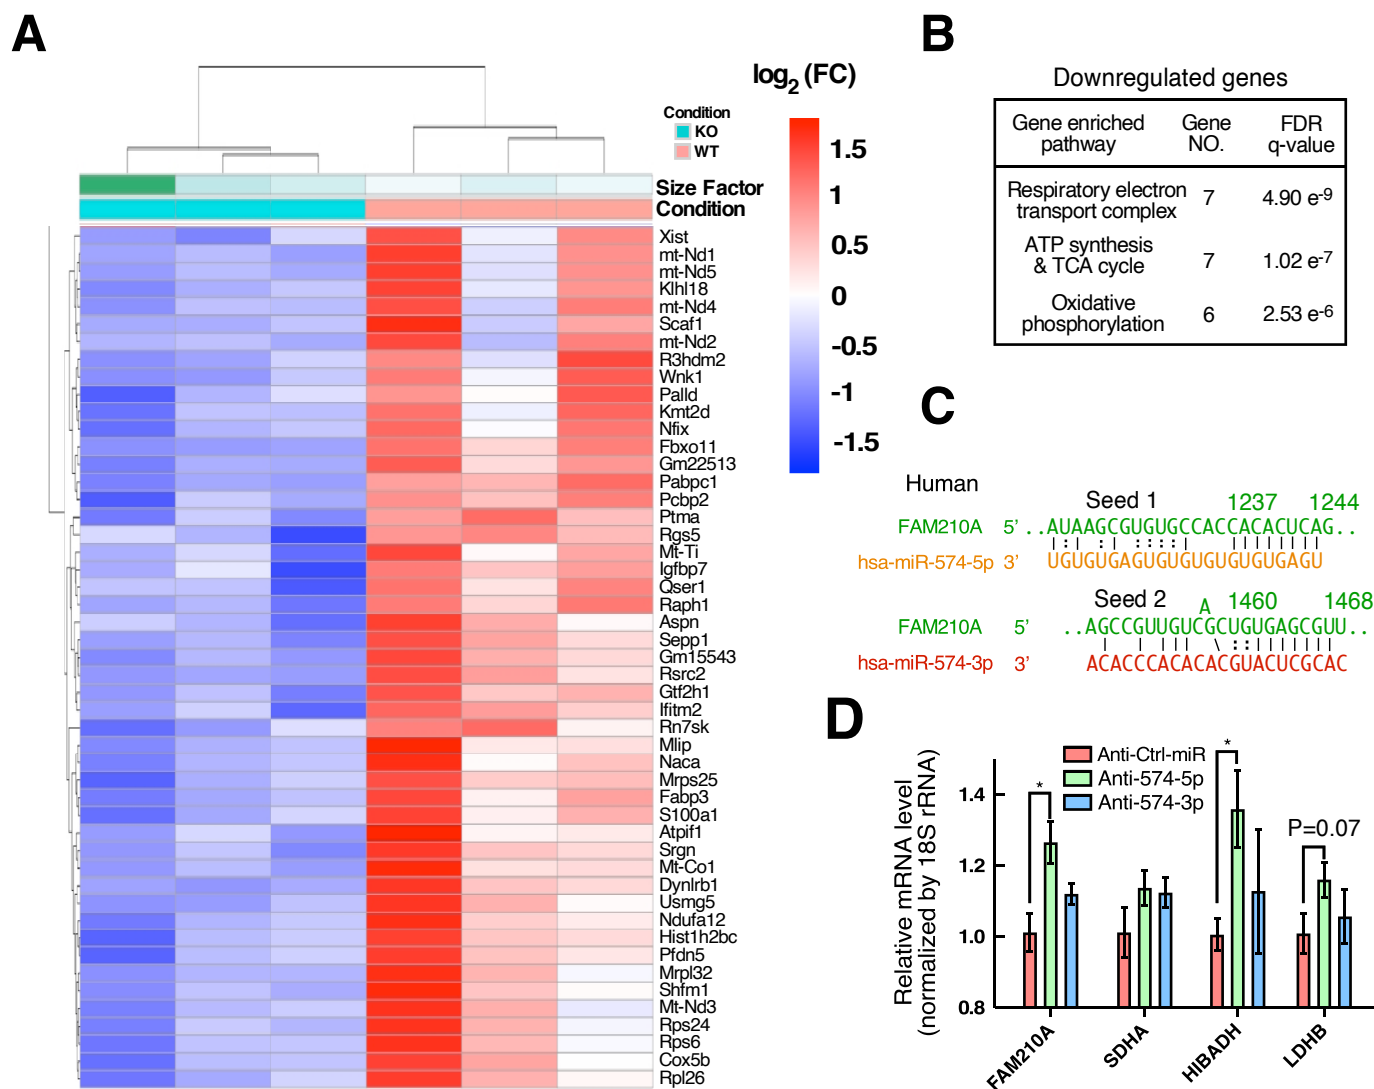 A
log2 (FC)
Condition
KO
WT
1.5
1
0.5
0
-0.5
-1
-1.5
Size Factor
Condition
Xist
mt-Nd1
mt-Nd5
Klhl18
mt-Nd4
Scaf1
mt-Nd2
R3hdm2
Wnk1
Palld
Kmt2d
Nfix
Fbxo11
Gm22513
Pabpc1
Pcbp2
Ptma
Rgs5
Mt-Ti
Igfbp7
Qser1
Raph1
Aspn
Sepp1
Gm15543
Rsrc2
Gtf2h1
Ifitm2
Rn7sk
Mlip
Naca
Mrps25
Fabp3
S100a1
Atpif1
Srgn
Mt-Co1
Dynlrb1
Usmg5
Ndufa12
Hist1h2bc
Pfdn5
Mrpl32
Shfm1
Mt-Nd3
Rps24
Rps6
Cox5b
Rpl26
B
Downregulated genes
Gene enriched pathway Gene NO. FDR q-value
Respiratory electron transport complex 7 4.90 e-9
ATP synthesis & TCA cycle 7 1.02 e-7
Oxidative phosphorylation 6 2.53 e-6
C
Human
Seed 1 1237 1244
FAM210A 5' ..AUAAGCGUGUGCCACCACACUCAG..
hsa-miR-574-5p 3' UGUGUGAGUGUGUGUGUGUGAGU
Seed 2 A 1460 1468
FAM210A 5' ..AGCCGUUGUCGCUGUGAGCGUU..
hsa-miR-574-3p 3' ACACCCACACACGUACUCGCAC
D
Relative mRNA level
(normalized by 18S rRNA)
Anti-Ctrl-miR
Anti-574-5p
Anti-574-3p
*
*
P=0.07
1.4
1.2
1.0
0.8
FAM210A
SDHA
HIBADH
LDHB